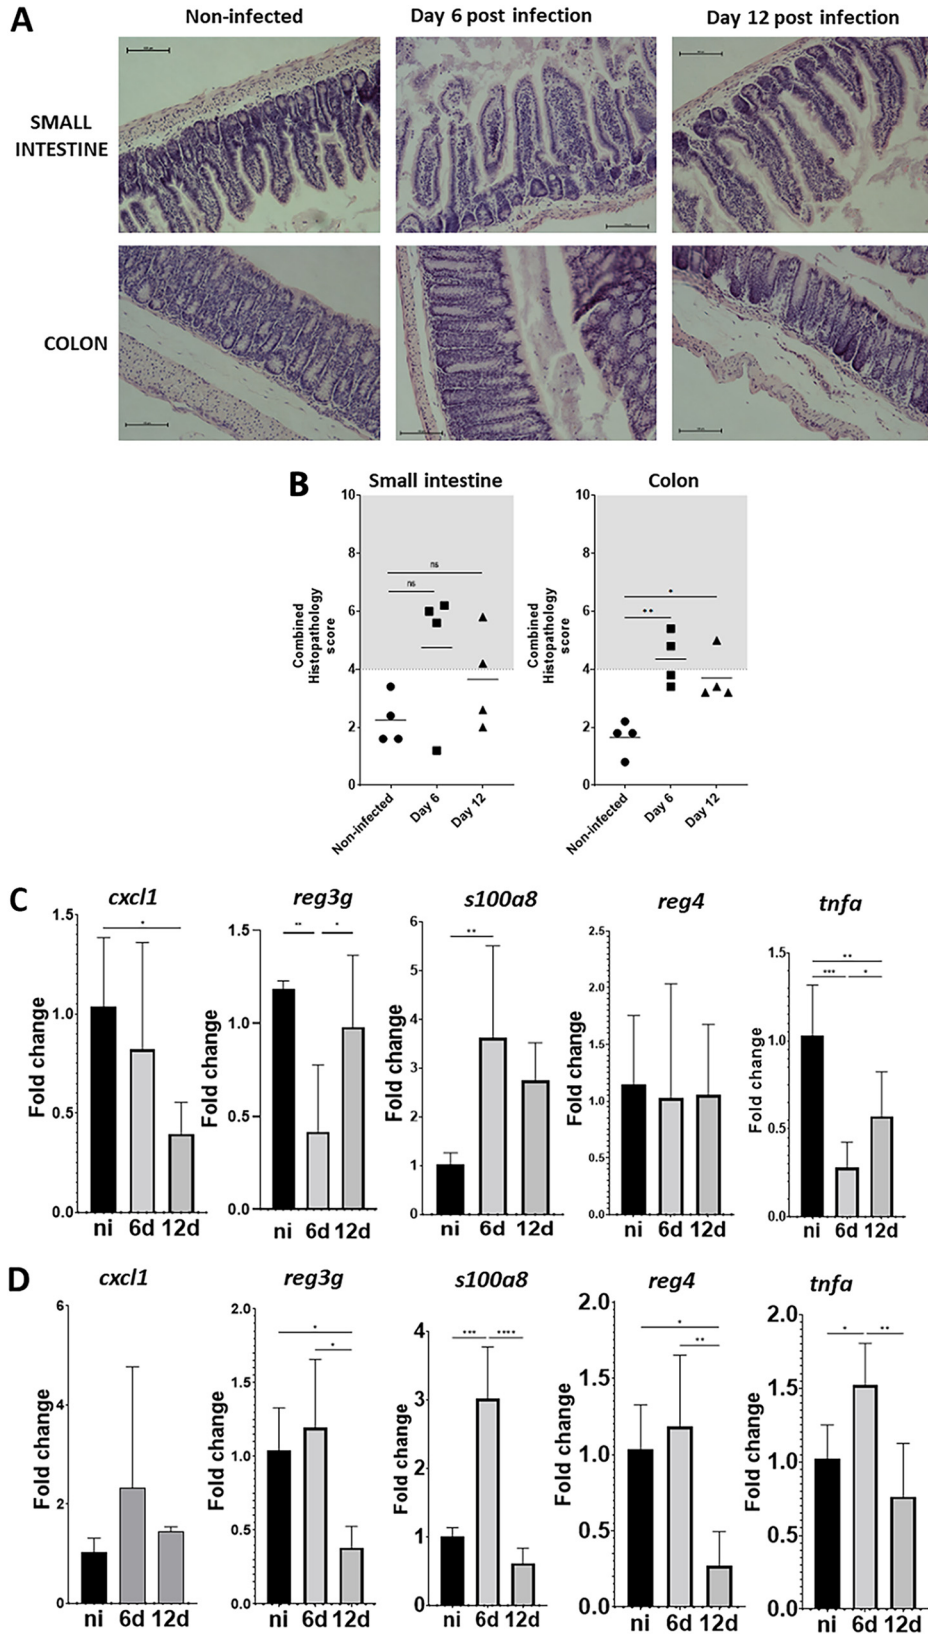 A
Non-infected
Day 6 post infection
Day 12 post infection
SMALL
INTESTINE
COLON
B
Small intestine
Colon
Combined
Histopathology
score
10
8
6
4
2
0
ns
ns
Non-infected
Day 6
Day 12
Combined
Histopathology
score
10
8
6
4
2
0
*
**
Non-infected
Day 6
Day 12
C
cxcl1
reg3g
s100a8
reg4
tnfa
Fold change
1.5
1.0
0.5
0.0
*
ni 6d 12d
Fold change
1.5
1.0
0.5
0.0
** *
ni 6d 12d
Fold change
6
5
4
3
2
1
0
**
ni 6d 12d
Fold change
2.5
2.0
1.5
1.0
0.5
0.0
ni 6d 12d
Fold change
1.5
1.0
0.5
0.0
**
*** *
ni 6d 12d
D
cxcl1
reg3g
s100a8
reg4
tnfa
Fold change
6
4
2
0
ni 6d 12d
Fold change
2.0
1.5
1.0
0.5
0.0
*
*
ni 6d 12d
Fold change
4
3
2
1
0
*** ****
ni 6d 12d
Fold change
2.0
1.5
1.0
0.5
0.0
*
**
ni 6d 12d
Fold change
2.0
1.5
1.0
0.5
0.0
* **
ni 6d 12d